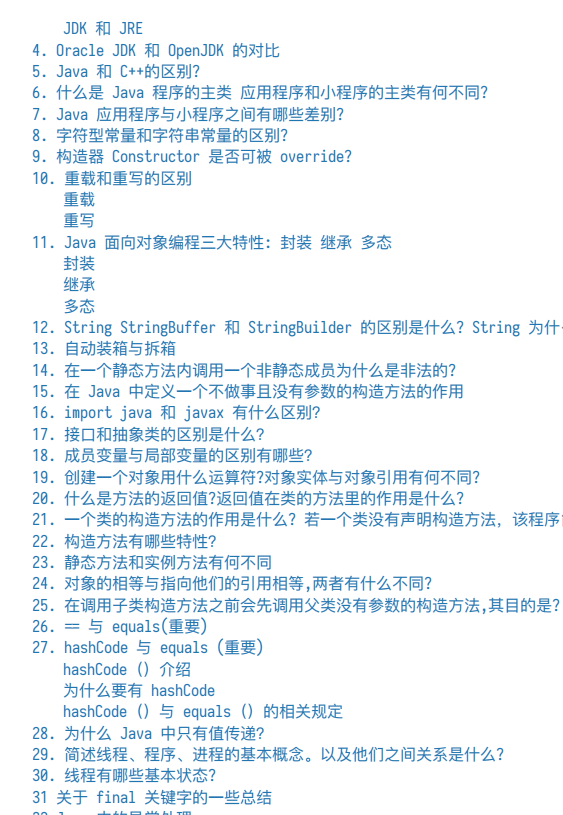 JDK 和 JRE
4. Oracle JDK 和 OpenJDK 的对比
5. Java 和 C++的区别?
6. 什么是 Java 程序的主类 应用程序和小程序的主类有何不同?
7. Java 应用程序与小程序之间有哪些差别?
8. 字符型常量和字符串常量的区别?
9. 构造器 Constructor 是否可被 override?
10. 重载和重写的区别
重载
重写
11. Java 面向对象编程三大特性: 封装 继承 多态
封装
继承
多态
12. String StringBuffer 和 StringBuilder 的区别是什么? String 为什
13. 自动装箱与拆箱
14. 在一个静态方法内调用一个非静态成员为什么是非法的?
15. 在 Java 中定义一个不做事且没有参数的构造方法的作用
16. import java 和 javax 有什么区别?
17. 接口和抽象类的区别是什么?
18. 成员变量与局部变量的区别有哪些?
19. 创建一个对象用什么运算符?对象实体与对象引用有何不同?
20. 什么是方法的返回值?返回值在类的方法里的作用是什么?
21. 一个类的构造方法的作用是什么? 若一个类没有声明构造方法, 该程序
22. 构造方法有哪些特性?
23. 静态方法和实例方法有何不同
24. 对象的相等与指向他们的引用相等,两者有什么不同?
25. 在调用子类构造方法之前会先调用父类没有参数的构造方法,其目的是?
26. == 与 equals(重要)
27. hashCode 与 equals (重要)
hashCode () 介绍
为什么要有 hashCode
hashCode () 与 equals () 的相关规定
28. 为什么 Java 中只有值传递?
29. 简述线程、程序、进程的基本概念。以及他们之间关系是什么?
30. 线程有哪些基本状态?
31 关于 final 关键字的一些总结